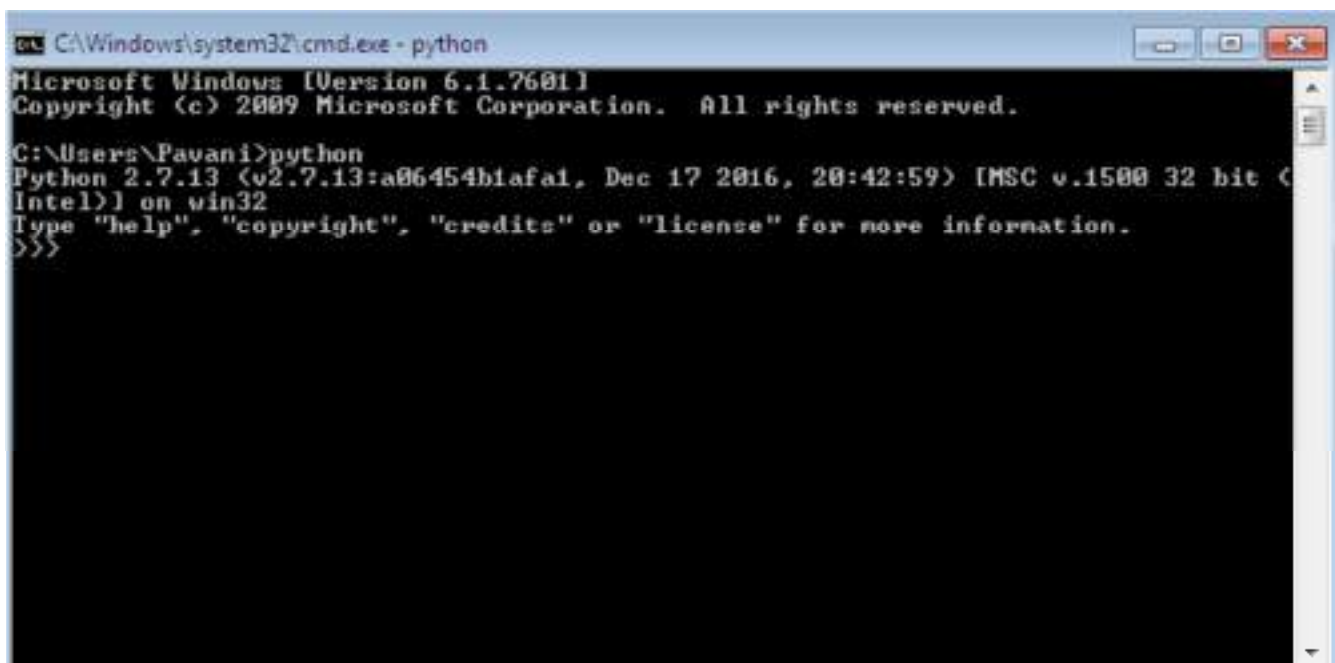 C:\Windows\system32\cmd.exe - python
Microsoft Windows [Version 6.1.7601]
Copyright (c) 2009 Microsoft Corporation.  All rights reserved.
C:\Users\Pavani>python
Python 2.7.13 (v2.7.13:a06454b1afa1, Dec 17 2016, 20:42:59) [MSC v.1500 32 bit (
Intel)] on win32
Type "help", "copyright", "credits" or "license" for more information.
>>>